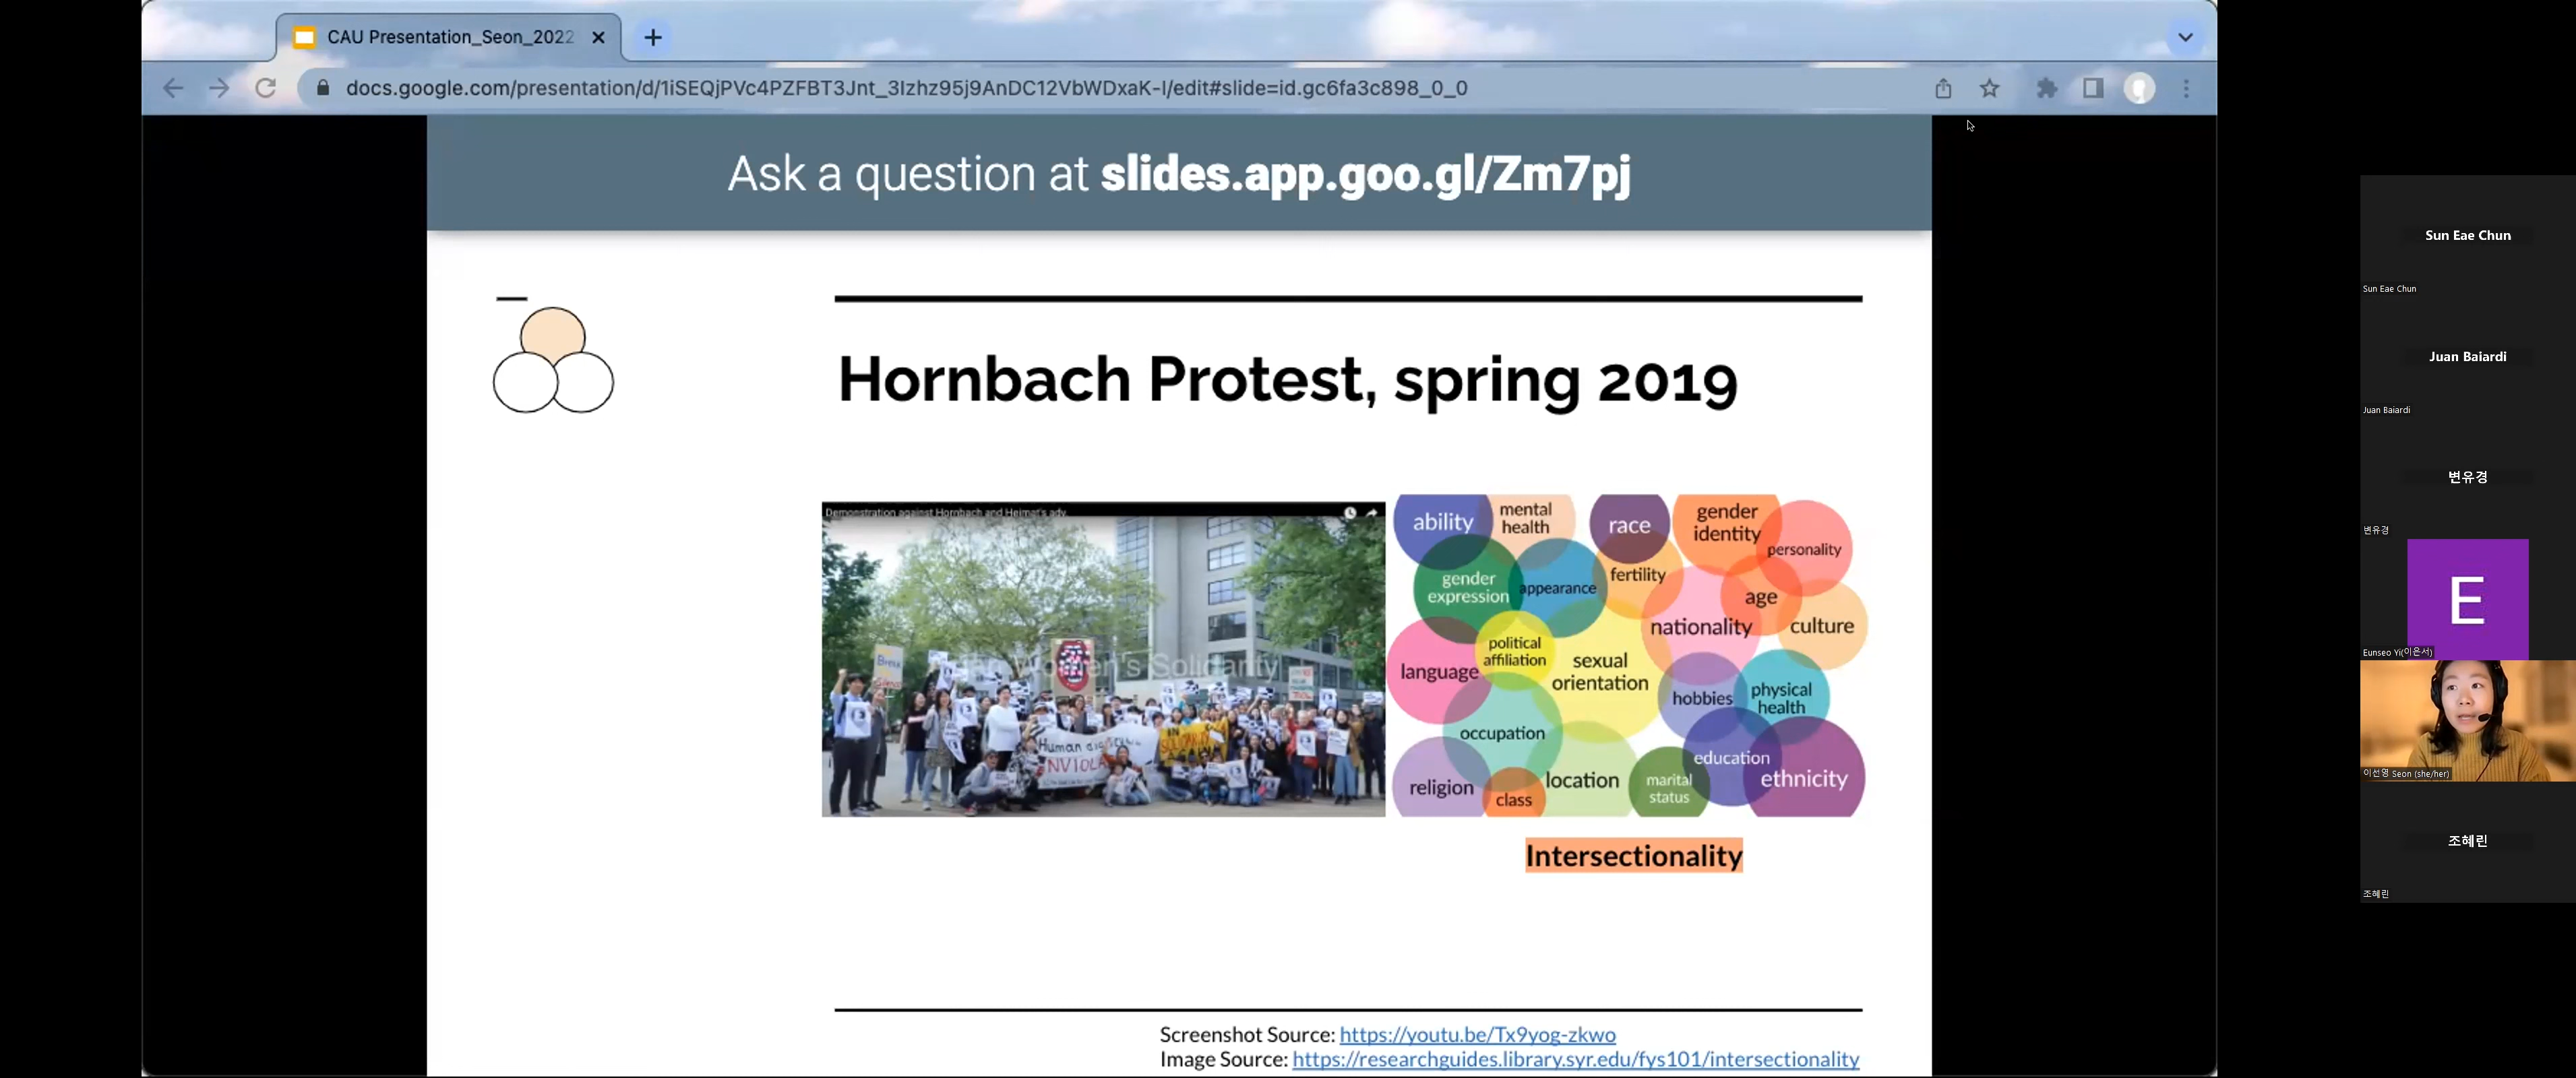 CAU Presentation_Seon_2022
docs.google.com/presentation/d/1iSEQjPVc4PZFBT3Jnt_3Izhz95j9AnDC12VbWDxaK-I/edit#slide=id.gc6fa3c898_0_0
Ask a question at slides.app.goo.gl/Zm7pj
Hornbach Protest, spring 2019
Demonstration against Hornbach and Heimat's adv.
Women's Solidarity
Human
ability
mental
health
race
gender
identity
personality
gender
expression
appearance
fertility
age
nationality
culture
language
political
affiliation
sexual
orientation
hobbies
physical
health
occupation
education
ethnicity
religion
class
location
marital
status
Intersectionality
Screenshot Source: https://youtu.be/Tx9yog-zkwo
Image Source: https://researchguides.library.syr.edu/fys101/intersectionality
Sun Eae Chun
Sun Eae Chun
Juan Baiardi
Juan Baiardi
변유경
변유경
E
Eunseo Yi(이은서)
이선영 Seon (she/her)
조혜린
조혜린